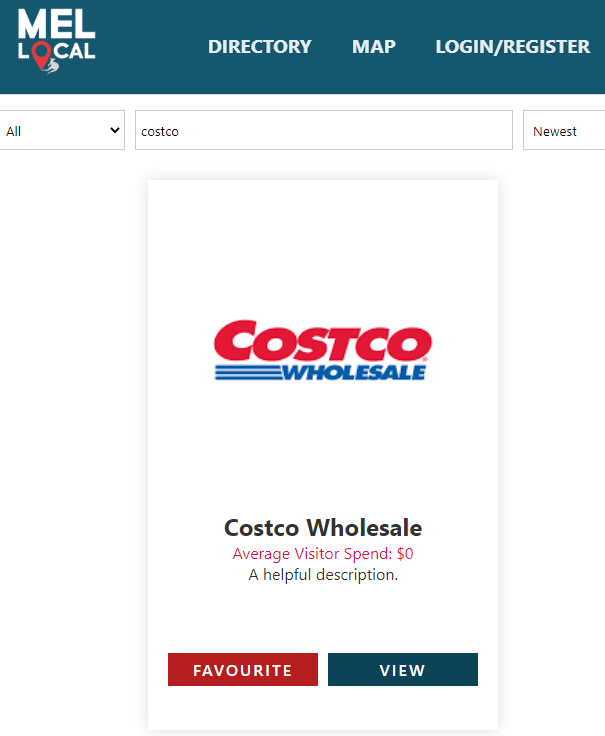 MEL
LOCAL
DIRECTORY MAP LOGIN/REGISTER
All costco Newest
COSTCO
WHOLESALE
Costco Wholesale
Average Visitor Spend: $0
A helpful description.
FAVOURITE VIEW